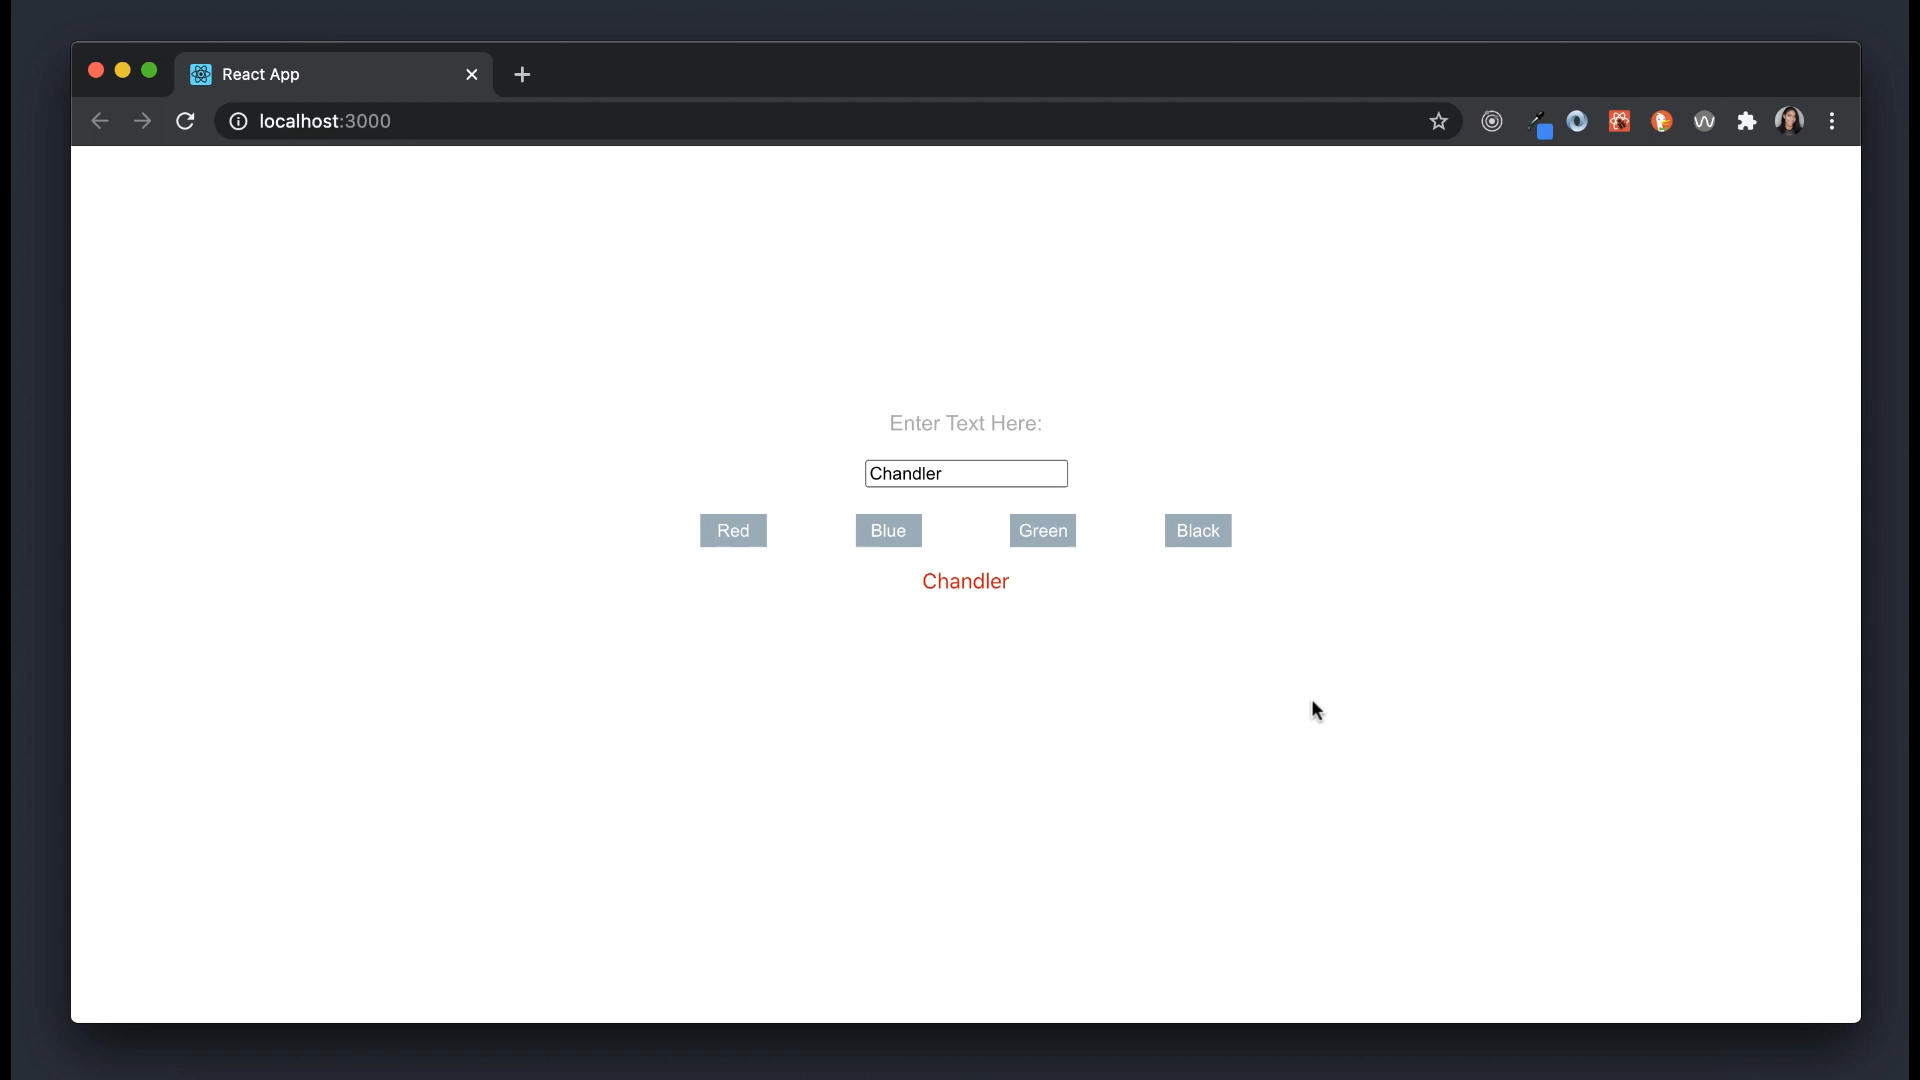 React App
localhost:3000
Enter Text Here:
Chandler
Red Blue Green Black
Chandler